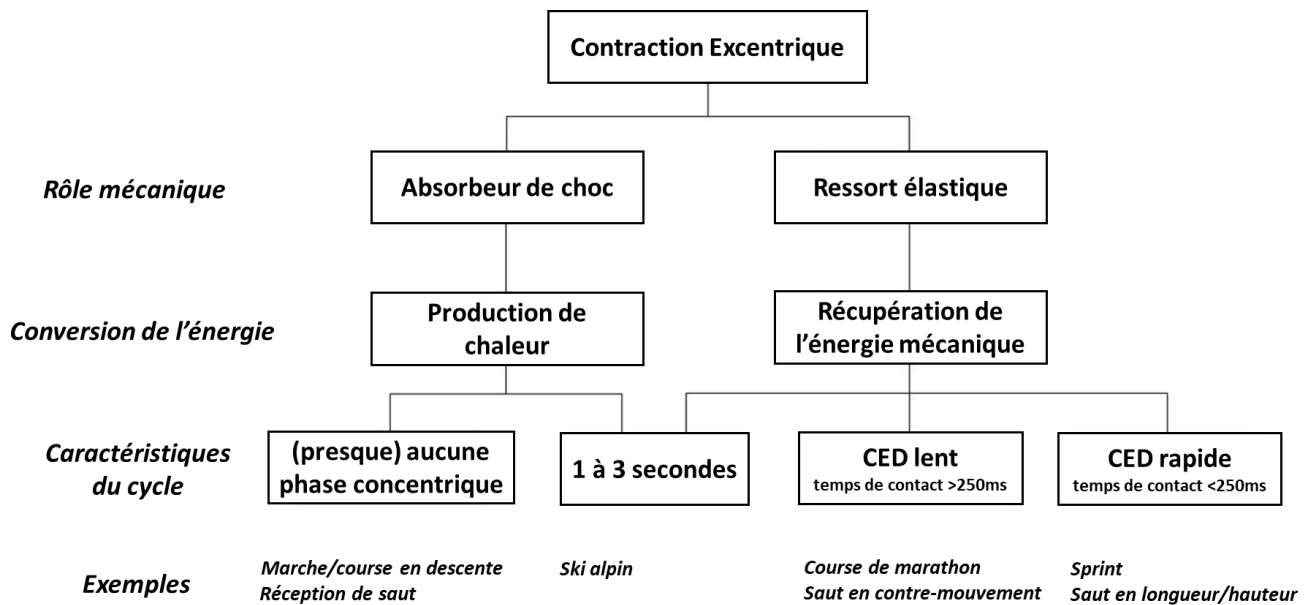 Contraction Excentrique
Rôle mécanique
Absorbeur de choc
Ressort élastique
Conversion de l’énergie
Production de
chaleur
Récupération de
l’énergie mécanique
Caractéristiques
du cycle
(presque) aucune
phase concentrique
1 à 3 secondes
CED lent
temps de contact >250ms
CED rapide
temps de contact <250ms
Exemples
Marche/course en descente
Réception de saut
Ski alpin
Course de marathon
Saut en contre-mouvement
Sprint
Saut en longueur/hauteur